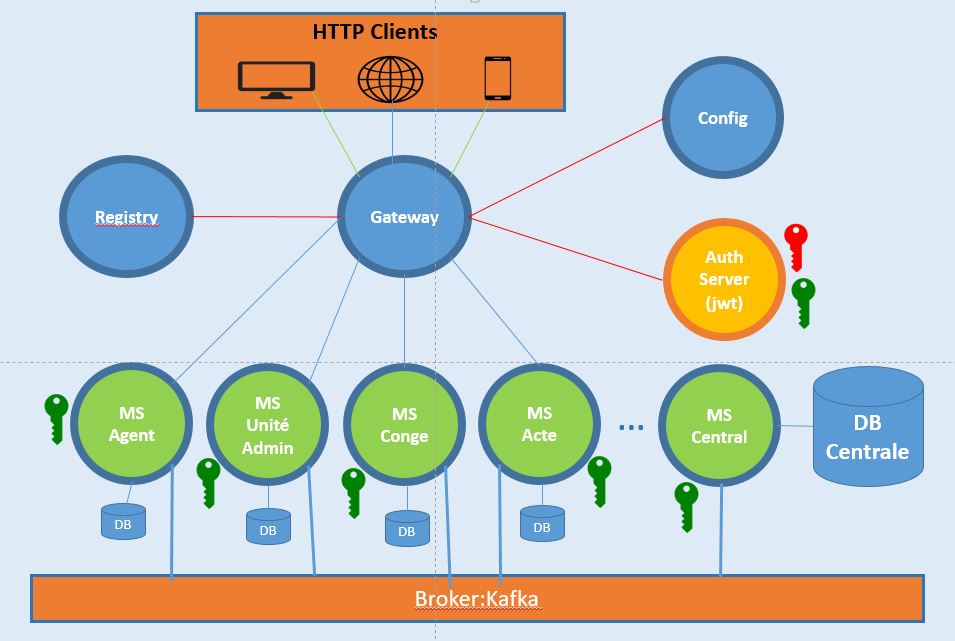 HTTP Clients
Config
Registry
Gateway
Auth
Server
(jwt)
MS
Agent
MS
Unité
Admin
MS
Conge
MS
Acte
...
MS
Central
DB
Centrale
DB
DB
DB
DB
Broker:Kafka